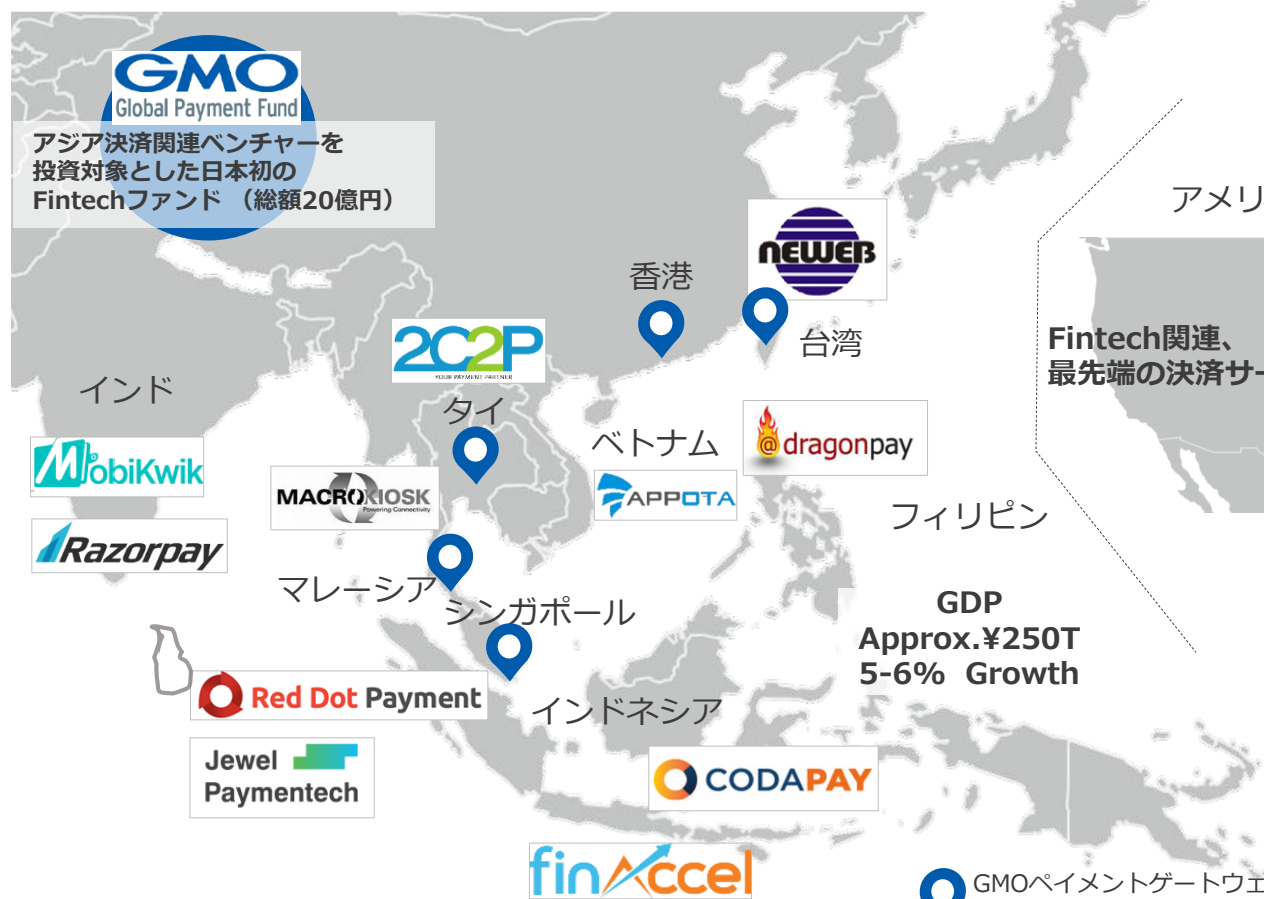 GMO
Global Payment Fund
アジア決済関連ベンチャーを
投資対象とした日本初の
Fintechファンド （総額20億円）
アメリ
NEWEB
香港
台湾
2C2P
YOUR PAYMENT PARTNER
Fintech関連、
最先端の決済サー
インド
タイ
ベトナム
@dragonpay
MobiKwik
MACROKIOSK
Powering Connectivity
APPOTA
フィリピン
Razorpay
マレーシア
シンガポール
GDP
Approx.¥250T
5-6% Growth
Red Dot Payment
インドネシア
Jewel
Paymentech
CODAPAY
finAccel
GMOペイメントゲートウェ